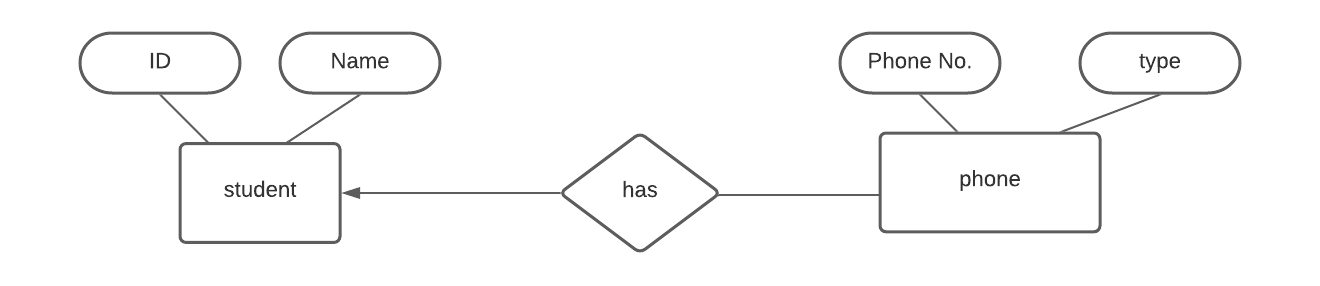 ID
Name
Phone No.
type
student
has
phone